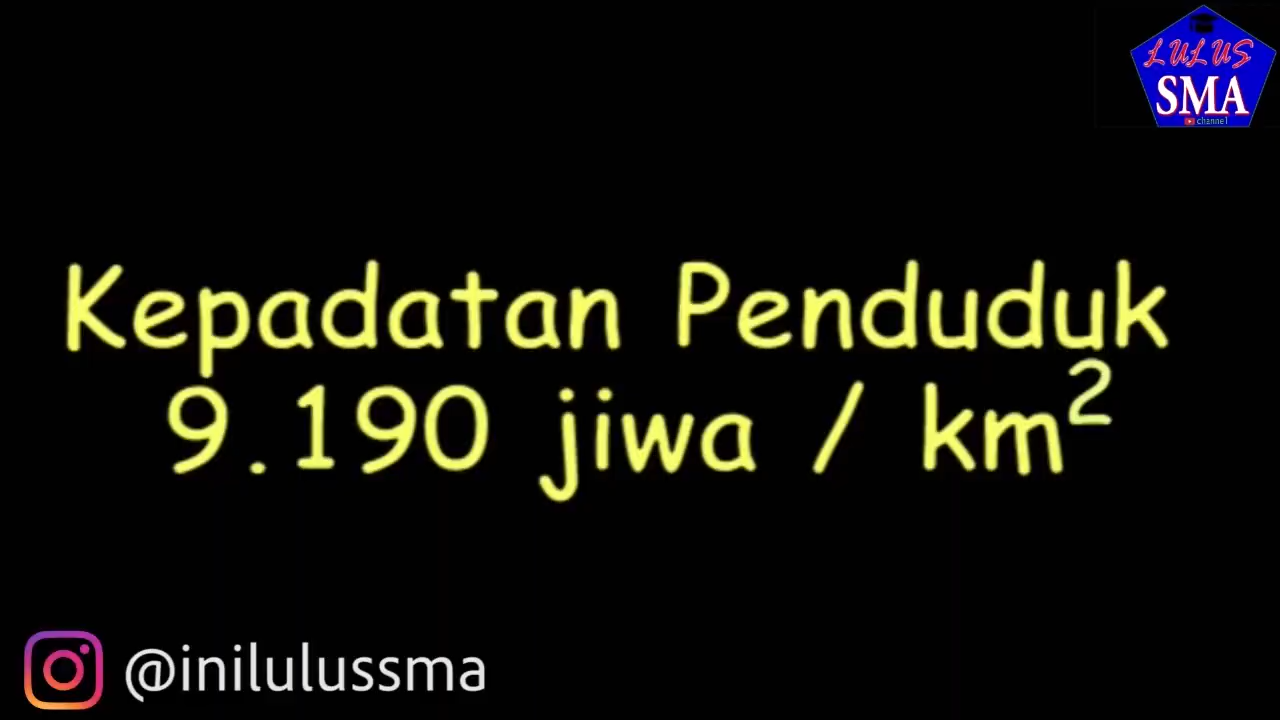 LULUS
SMA
channel
Kepadatan Penduduk
9.190 jiwa / km²
@inilulussma